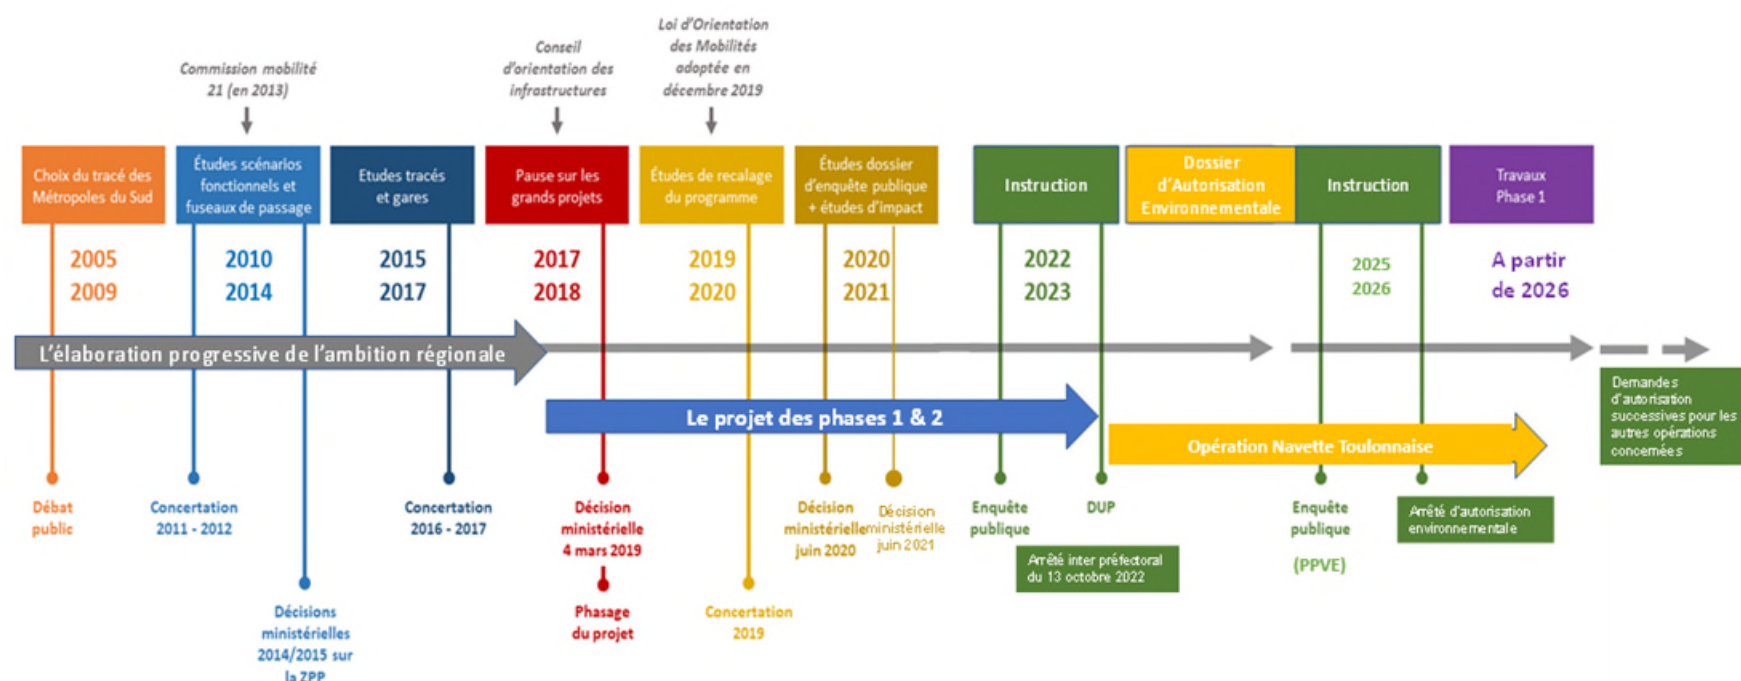 Commission mobilité
21 (en 2013)
Conseil
d'orientation des
infrastructures
Loi d'Orientation
des Mobilités
adoptée en
décembre 2019
Choix du tracé des
Métropoles du Sud
Études scénarios
fonctionnels et
fuseaux de passage
Etudes tracés
et gares
Pause sur les
grands projets
Études de recalage
du programme
Études dossier
d'enquête publique
+ études d'impact
Instruction
Dossier
d'Autorisation
Environnementale
Instruction
Travaux
Phase 1
2005
2009
2010
2014
2015
2017
2017
2018
2019
2020
2020
2021
2022
2023
2025
2026
A partir
de 2026
L'élaboration progressive de l'ambition régionale
Le projet des phases 1 & 2
Opération Navette Toulonnaise
Demandes
d'autorisation
successives pour les
autres opérations
concernées
Débat
public
Concertation
2011 - 2012
Décisions
ministérielles
2014/2015 sur
la ZPP
Concertation
2016 - 2017
Décision
ministérielle
4 mars 2019
Phasage
du projet
Concertation
2019
Décision
ministérielle
juin 2020
Décision
ministérielle
juin 2021
Enquête
publique
DUP
Arrêté inter préfectoral
du 13 octobre 2022
Enquête
publique
(PPVE)
Arrêté d'autorisation
environnementale